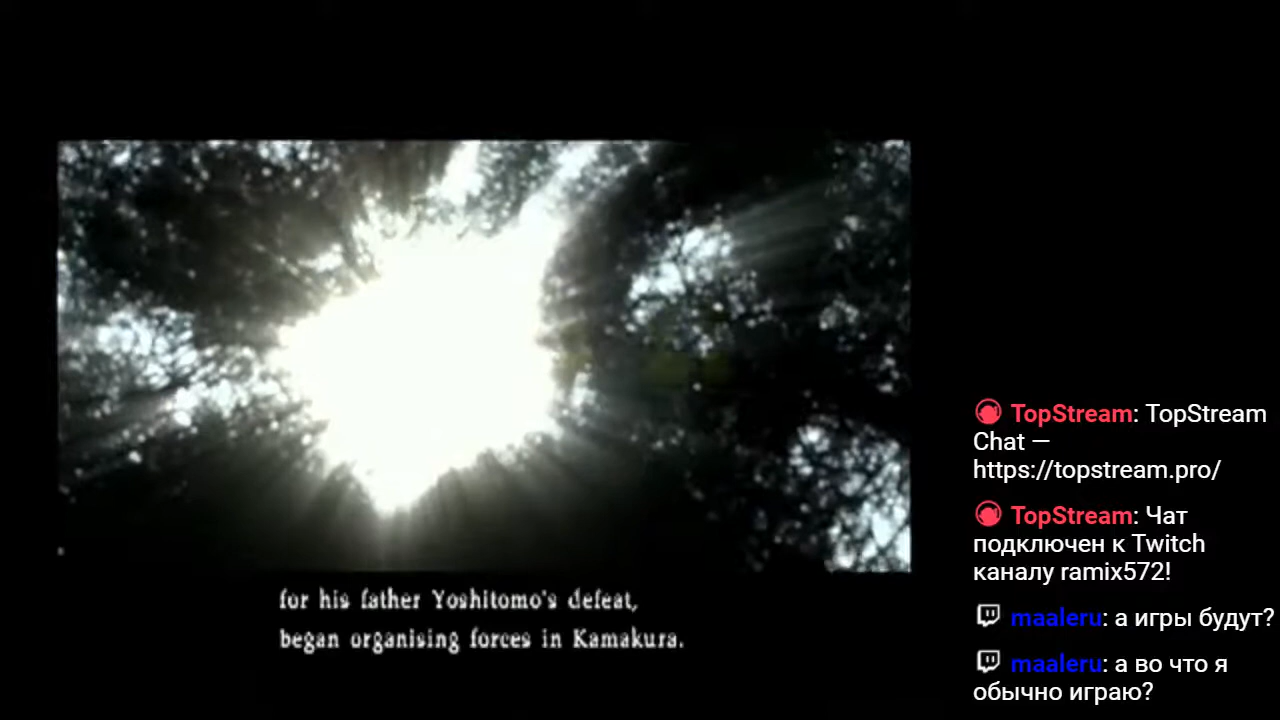 for his father Yoshitomo's defeat,
began organising forces in Kamakura.
TopStream: TopStream
Chat —
https://topstream.pro/
TopStream: Чат
подключен к Twitch
каналу ramix572!
maaleru: а игры будут?
maaleru: а во что я
обычно играю?